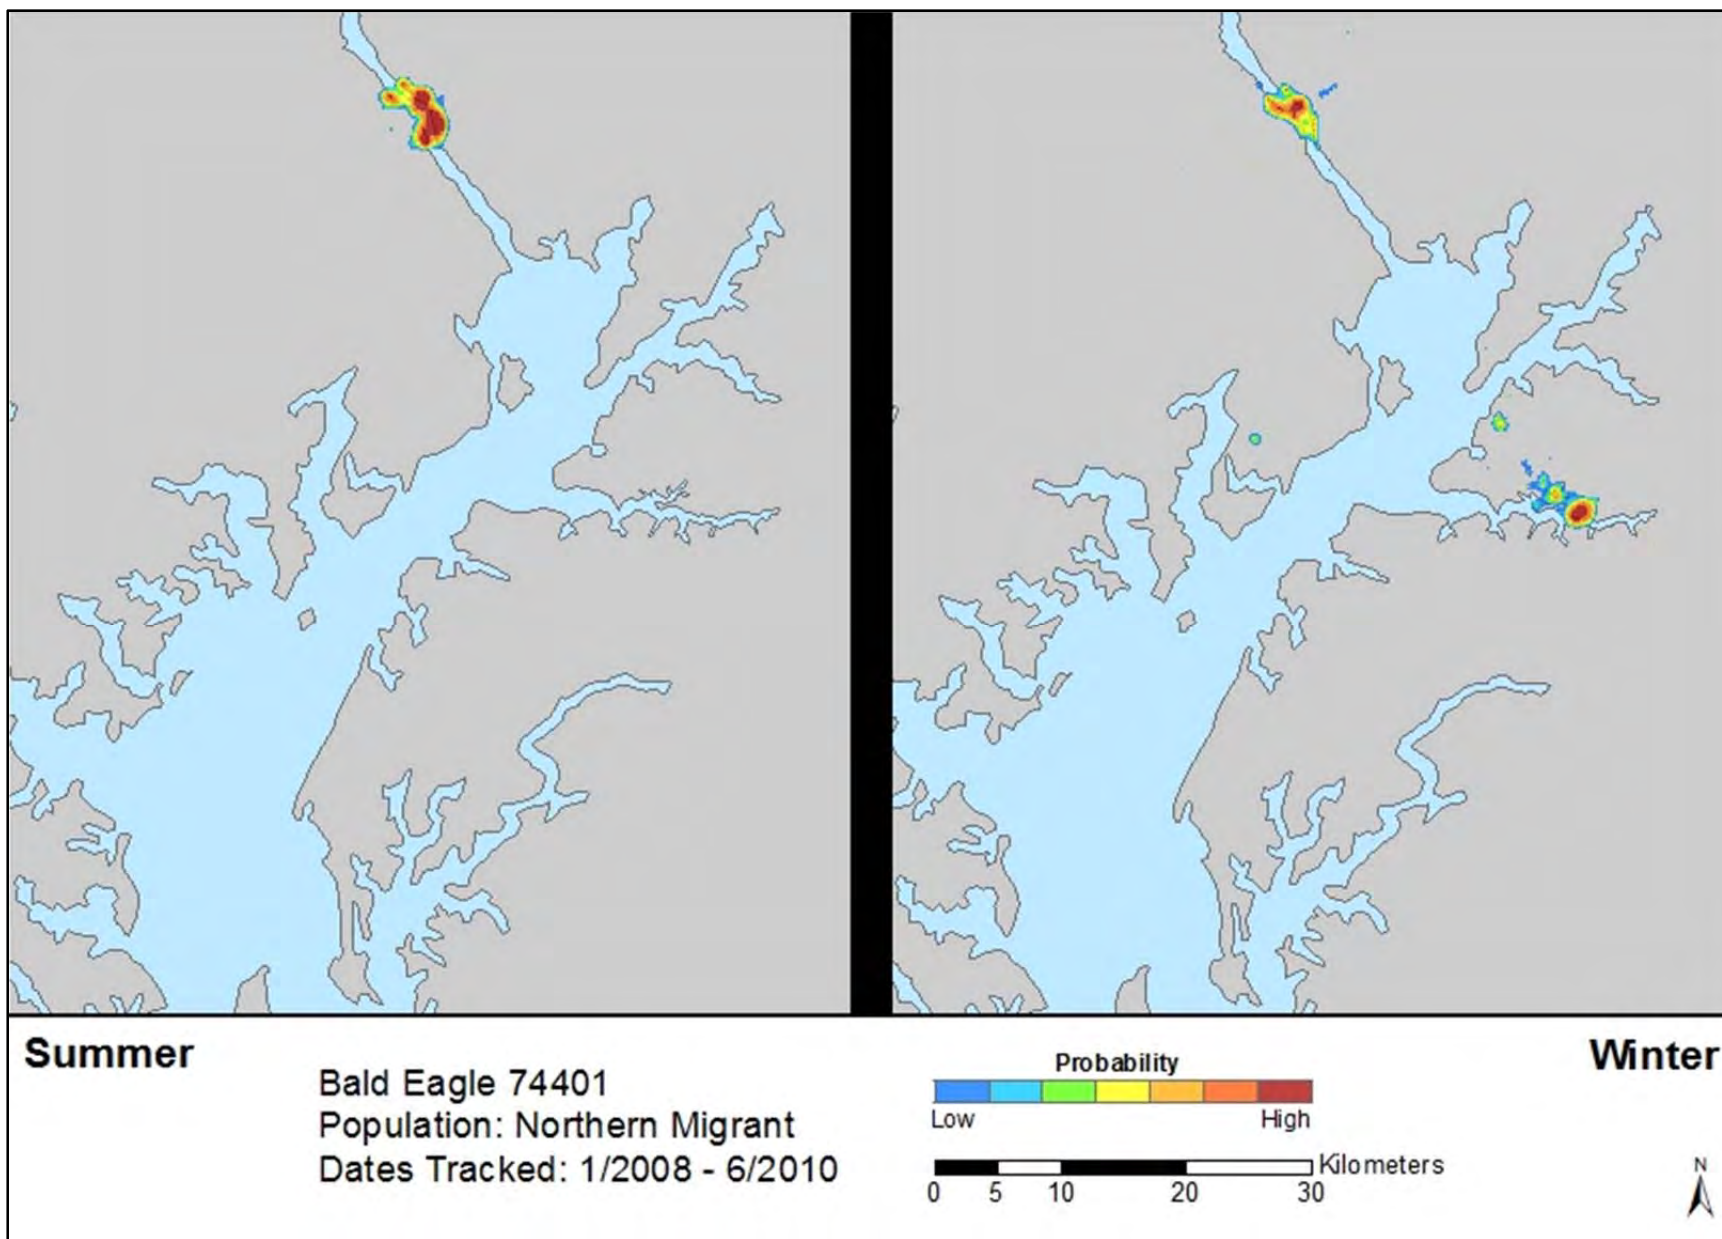 Summer
Winter
Bald Eagle 74401
Population: Northern Migrant
Dates Tracked: 1/2008 - 6/2010
Probability
Low High
Kilometers
0 5 10 20 30
N